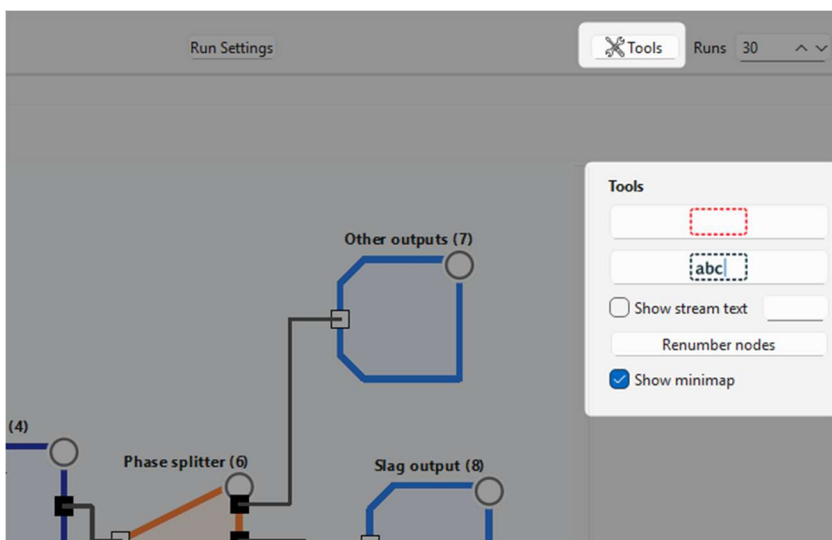 Run Settings
Tools
Runs 30
Tools
abc
Show stream text
Renumber nodes
Show minimap
Other outputs (7)
(4)
Phase splitter (6)
Slag output (8)